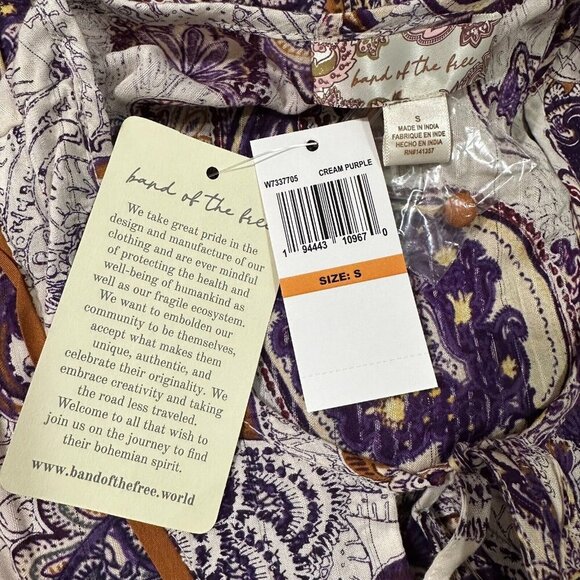 band of the free
S
MADE IN INDIA
FABRIQUE EN INDE
HECHO EN INDIA
RN#141357
W7337705 CREAM PURPLE
1 94443 10967 0
SIZE: S
band of the free
We take great pride in the
design and manufacture of our
clothing and are ever mindful
of protecting the health and
well-being of humankind as
well as our fragile ecosystem.
We want to embolden our
community to be themselves,
accept what makes them
unique, authentic, and
celebrate their originality. We
embrace creativity and taking
the road less traveled.
Welcome to all that wish to
join us on the journey to find
their bohemian spirit.
www.bandofthefree.world